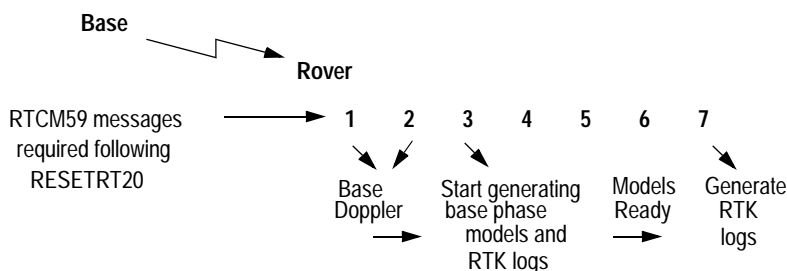 Base
Rover
RTCM59 messages
required following
RESETRT20
1 2 3 4 5 6 7
Base
Doppler
Start generating
base phase
models and
RTK logs
Models
Ready
Generate
RTK
logs